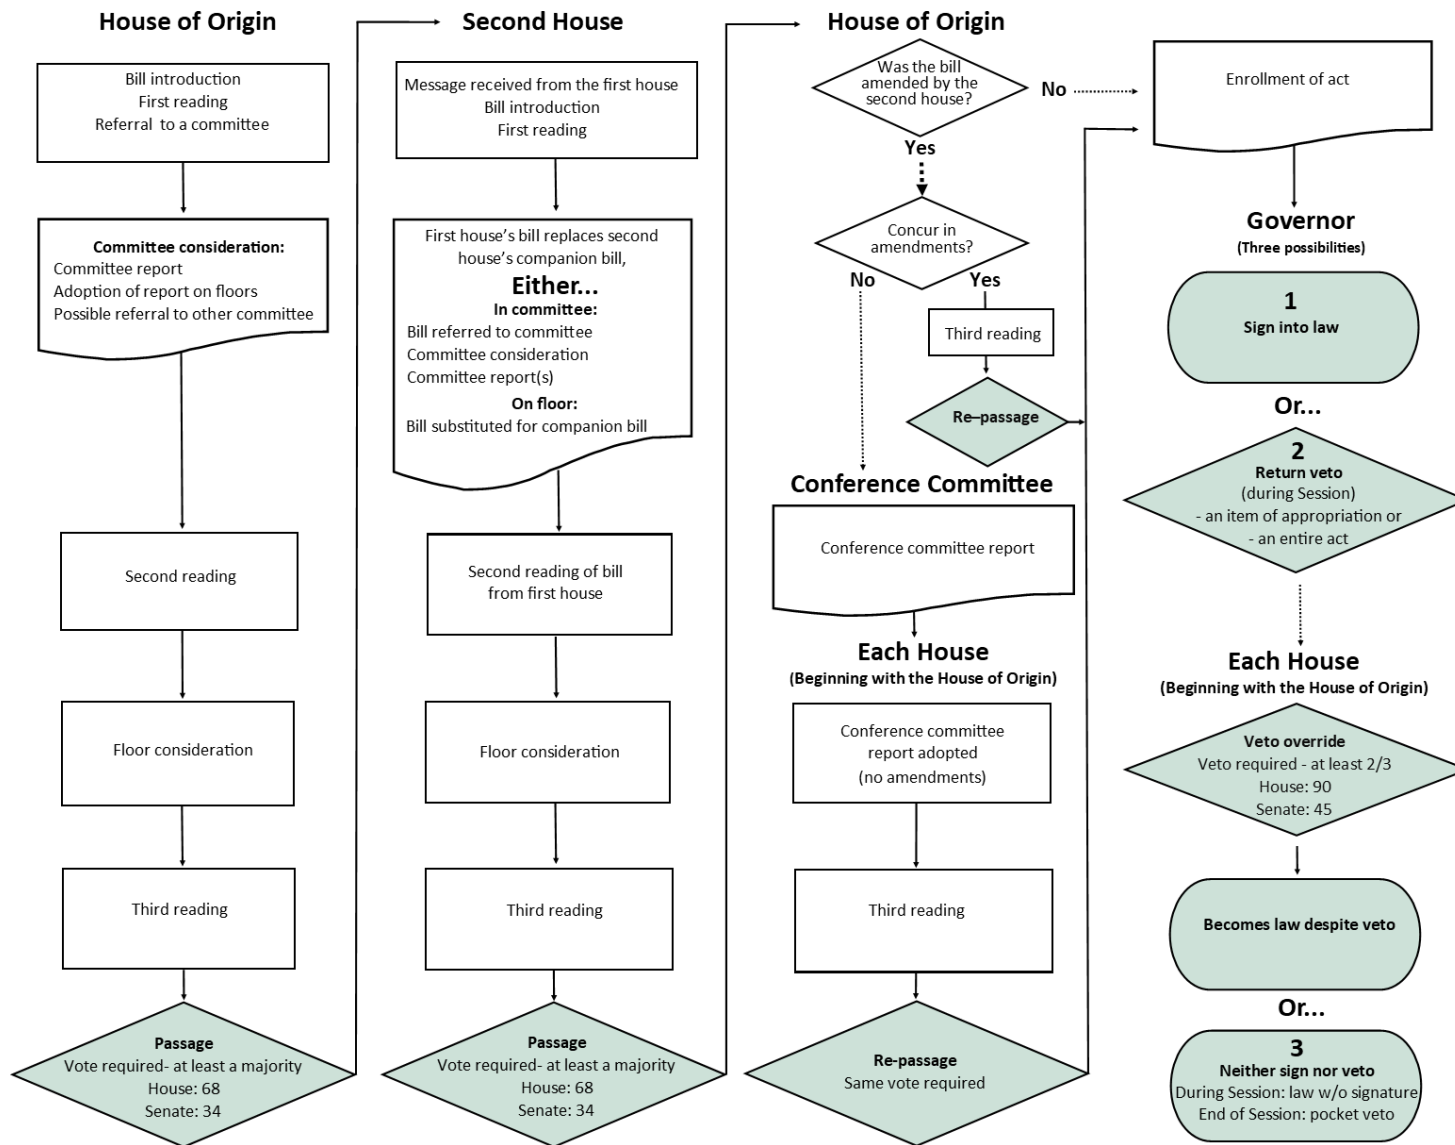 House of Origin
Bill introduction
First reading
Referral to a committee
Committee consideration:
Committee report
Adoption of report on floors
Possible referral to other committee
Second reading
Floor consideration
Third reading
Passage
Vote required- at least a majority
House: 68
Senate: 34
Second House
Message received from the first house
Bill introduction
First reading
First house's bill replaces second
house's companion bill,
Either...
In committee:
Bill referred to committee
Committee consideration
Committee report(s)
On floor:
Bill substituted for companion bill
Second reading of bill
from first house
Floor consideration
Third reading
Passage
Vote required- at least a majority
House: 68
Senate: 34
House of Origin
Was the bill
amended by the
second house?
No
Yes
Concur in
amendments?
No
Yes
Third reading
Re–passage
Conference Committee
Conference committee report
Each House
(Beginning with the House of Origin)
Conference committee
report adopted
(no amendments)
Third reading
Re-passage
Same vote required
Enrollment of act
Governor
(Three possibilities)
1
Sign into law
Or...
2
Return veto
(during Session)
- an item of appropriation or
- an entire act
Each House
(Beginning with the House of Origin)
Veto override
Veto required - at least 2/3
House: 90
Senate: 45
Becomes law despite veto
Or...
3
Neither sign nor veto
During Session: law w/o signature
End of Session: pocket veto